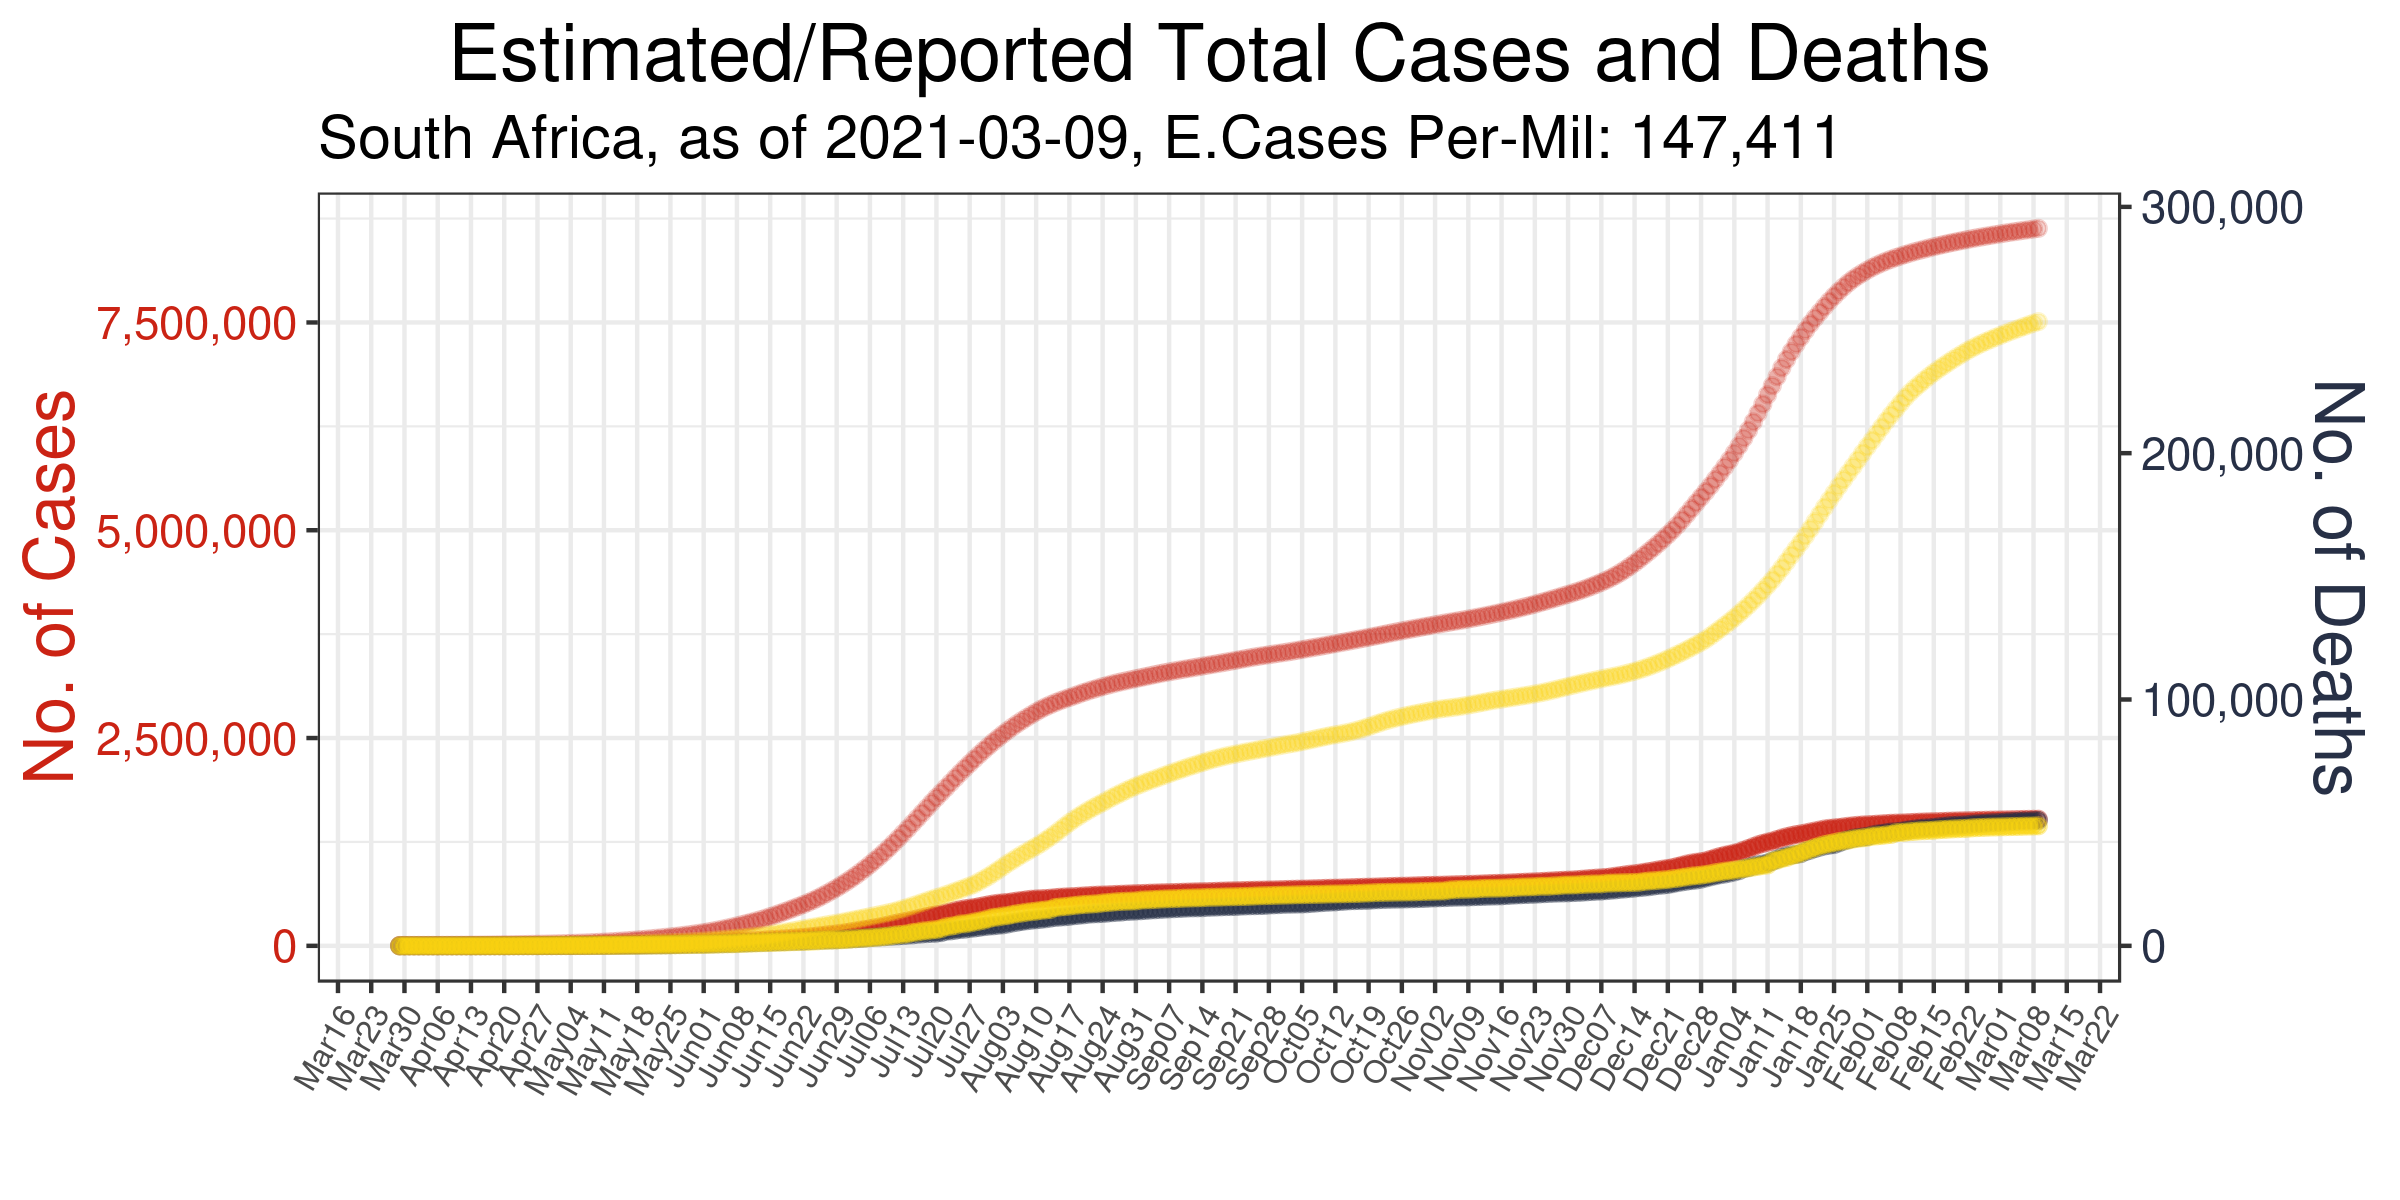 Estimated/Reported Total Cases and Deaths
South Africa, as of 2021-03-09, E.Cases Per-Mil: 147,411
No. of Cases
7,500,000
5,000,000
2,500,000
0
300,000
200,000
100,000
0
No. of Deaths
Mar16 Mar23 Mar30 Apr06 Apr13 Apr20 Apr27 May04 May11 May18 May25 Jun01 Jun08 Jun15 Jun22 Jun29 Jul06 Jul13 Jul20 Jul27 Aug03 Aug10 Aug17 Aug24 Aug31 Sep07 Sep14 Sep21 Sep28 Oct05 Oct12 Oct19 Oct26 Nov02 Nov09 Nov16 Nov23 Nov30 Dec07 Dec14 Dec21 Dec28 Jan04 Jan11 Jan18 Jan25 Feb01 Feb08 Feb15 Feb22 Mar01 Mar08 Mar15 Mar22